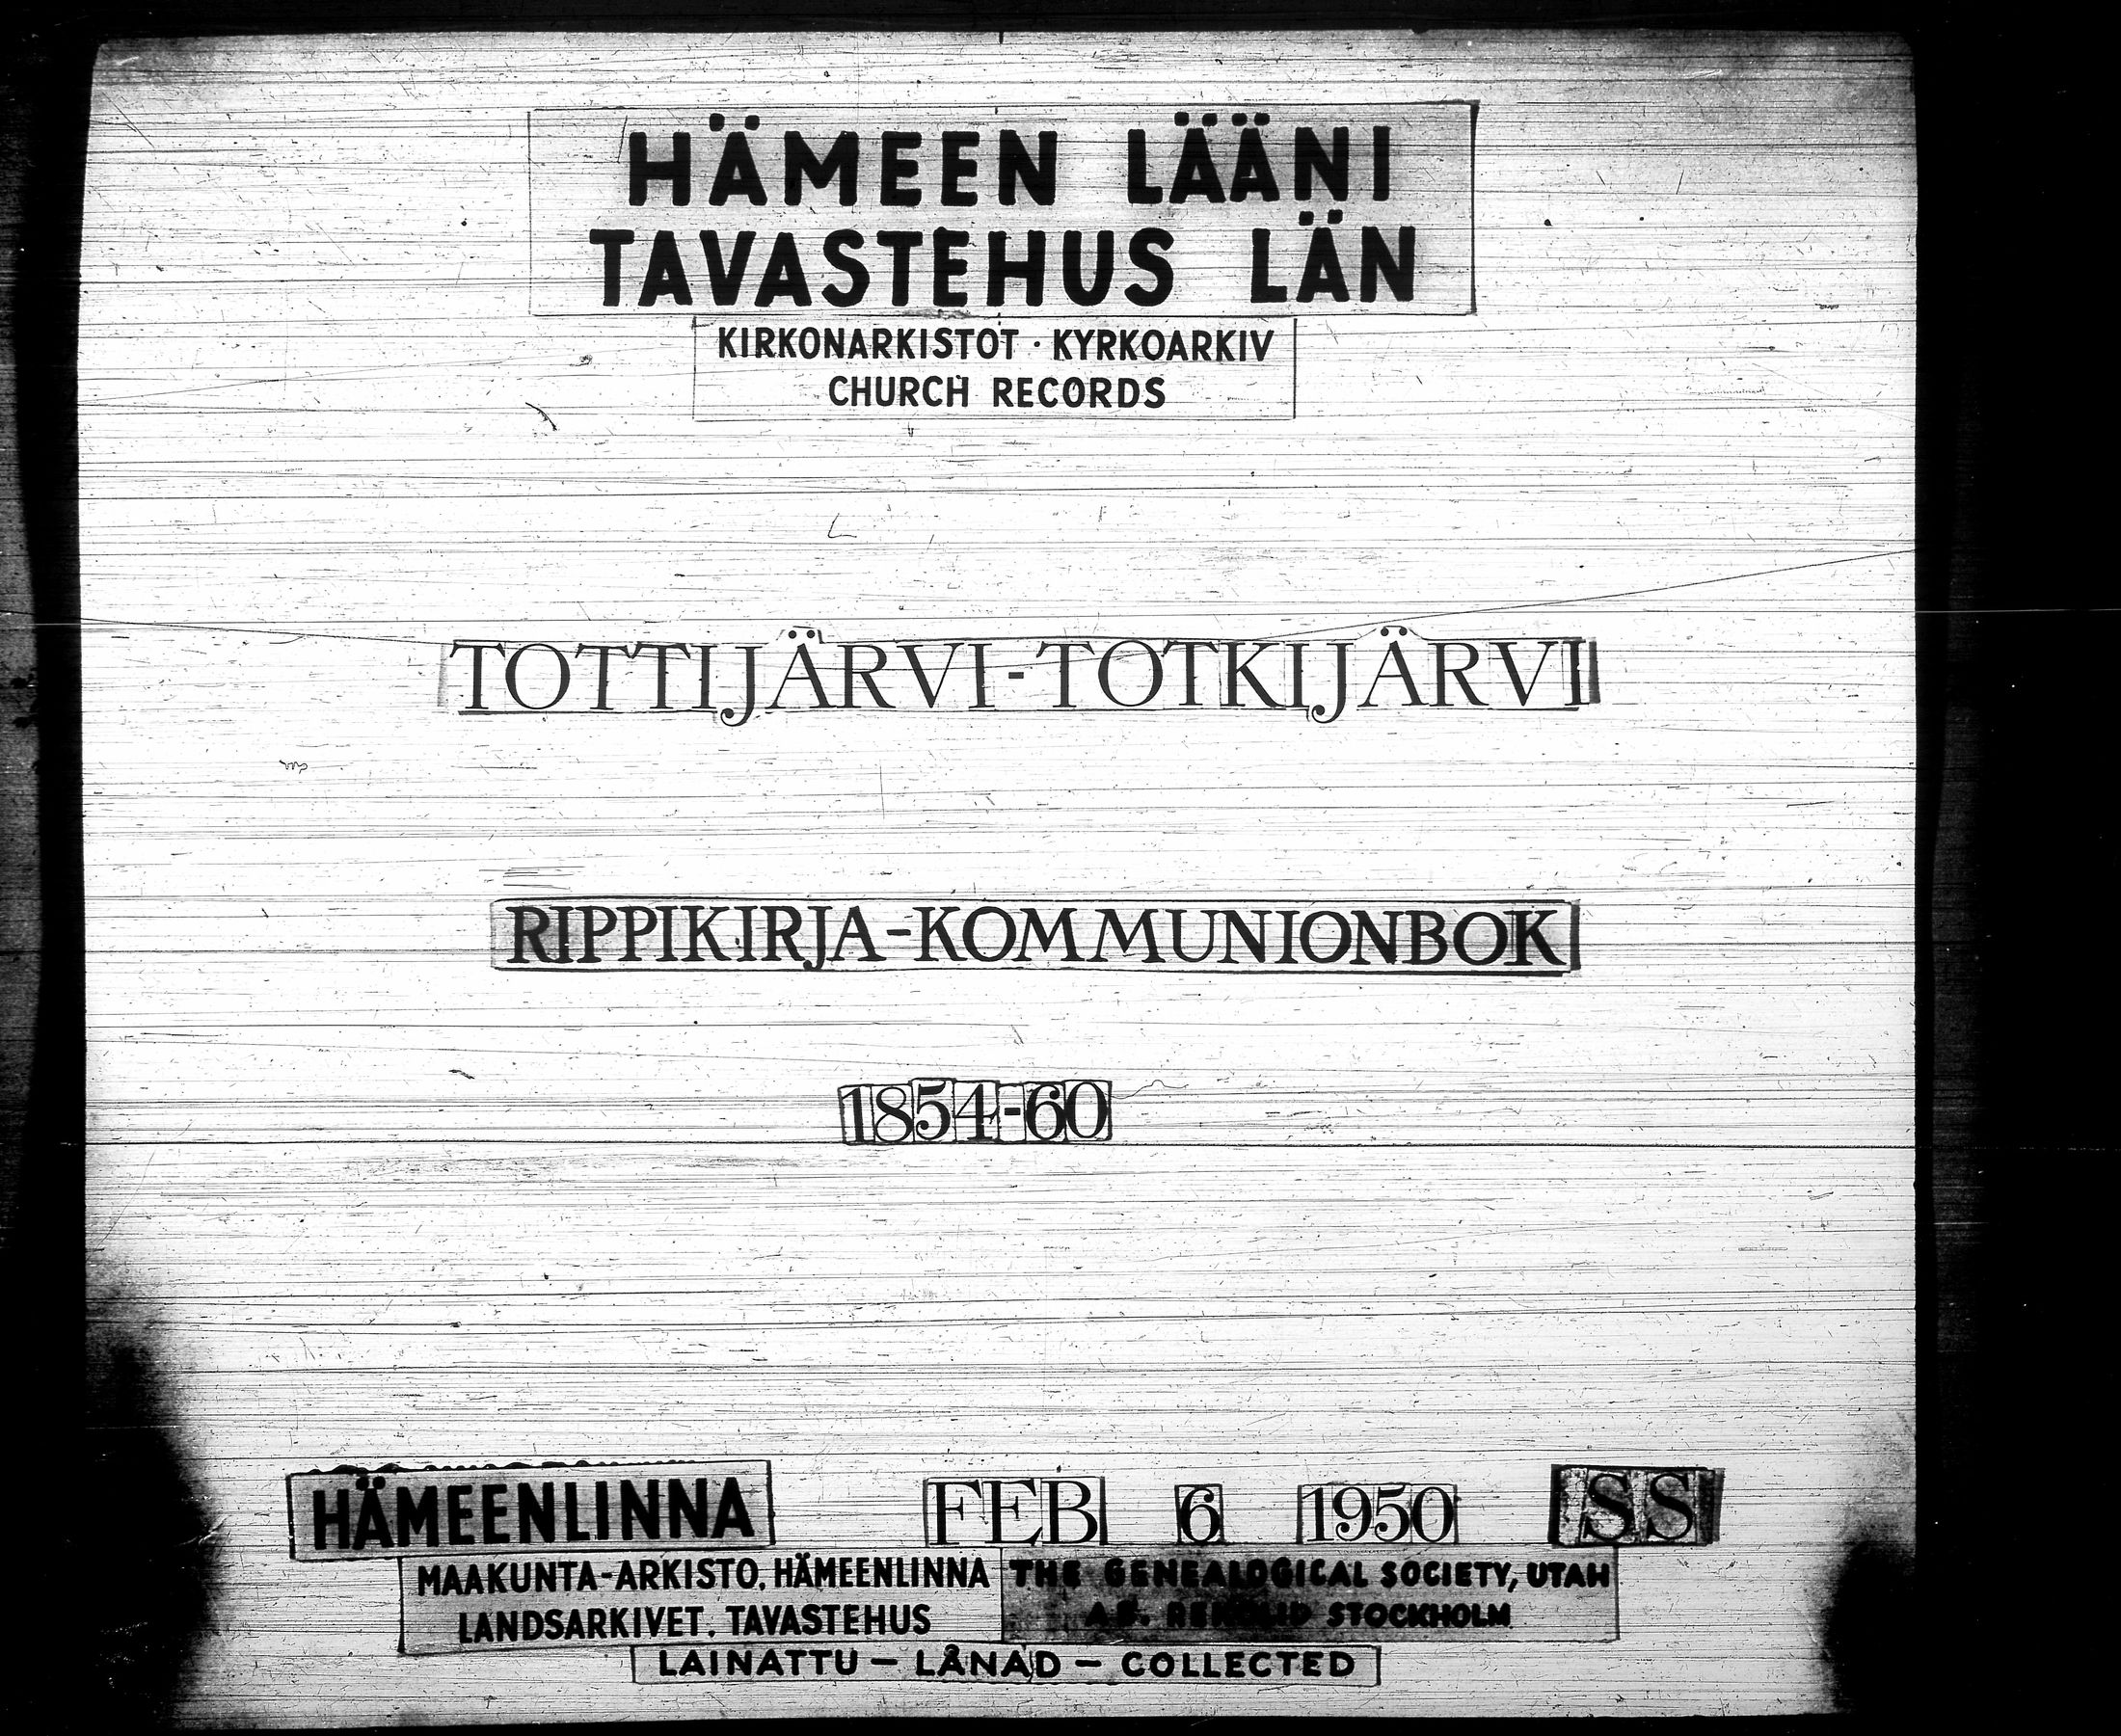 HÄMEEN LÄÄNI
TAVASTEHUS LÄN
KIRKONARKISTOT · KYRKOARKIV
CHURCH RECORDS
TOTTIJÄRVI-TOTKIJÄRVI
RIPPIKIRJA-KOMMUNIONBOK
1854-60
HÄMEENLINNA FEB 6 1950 SS
MAAKUNTA-ARKISTO, HÄMEENLINNA THE GENEALOGICAL SOCIETY, UTAH
LANDSARKIVET, TAVASTEHUS STOCKHOLM
LAINATTU — LÅNAD — COLLECTED